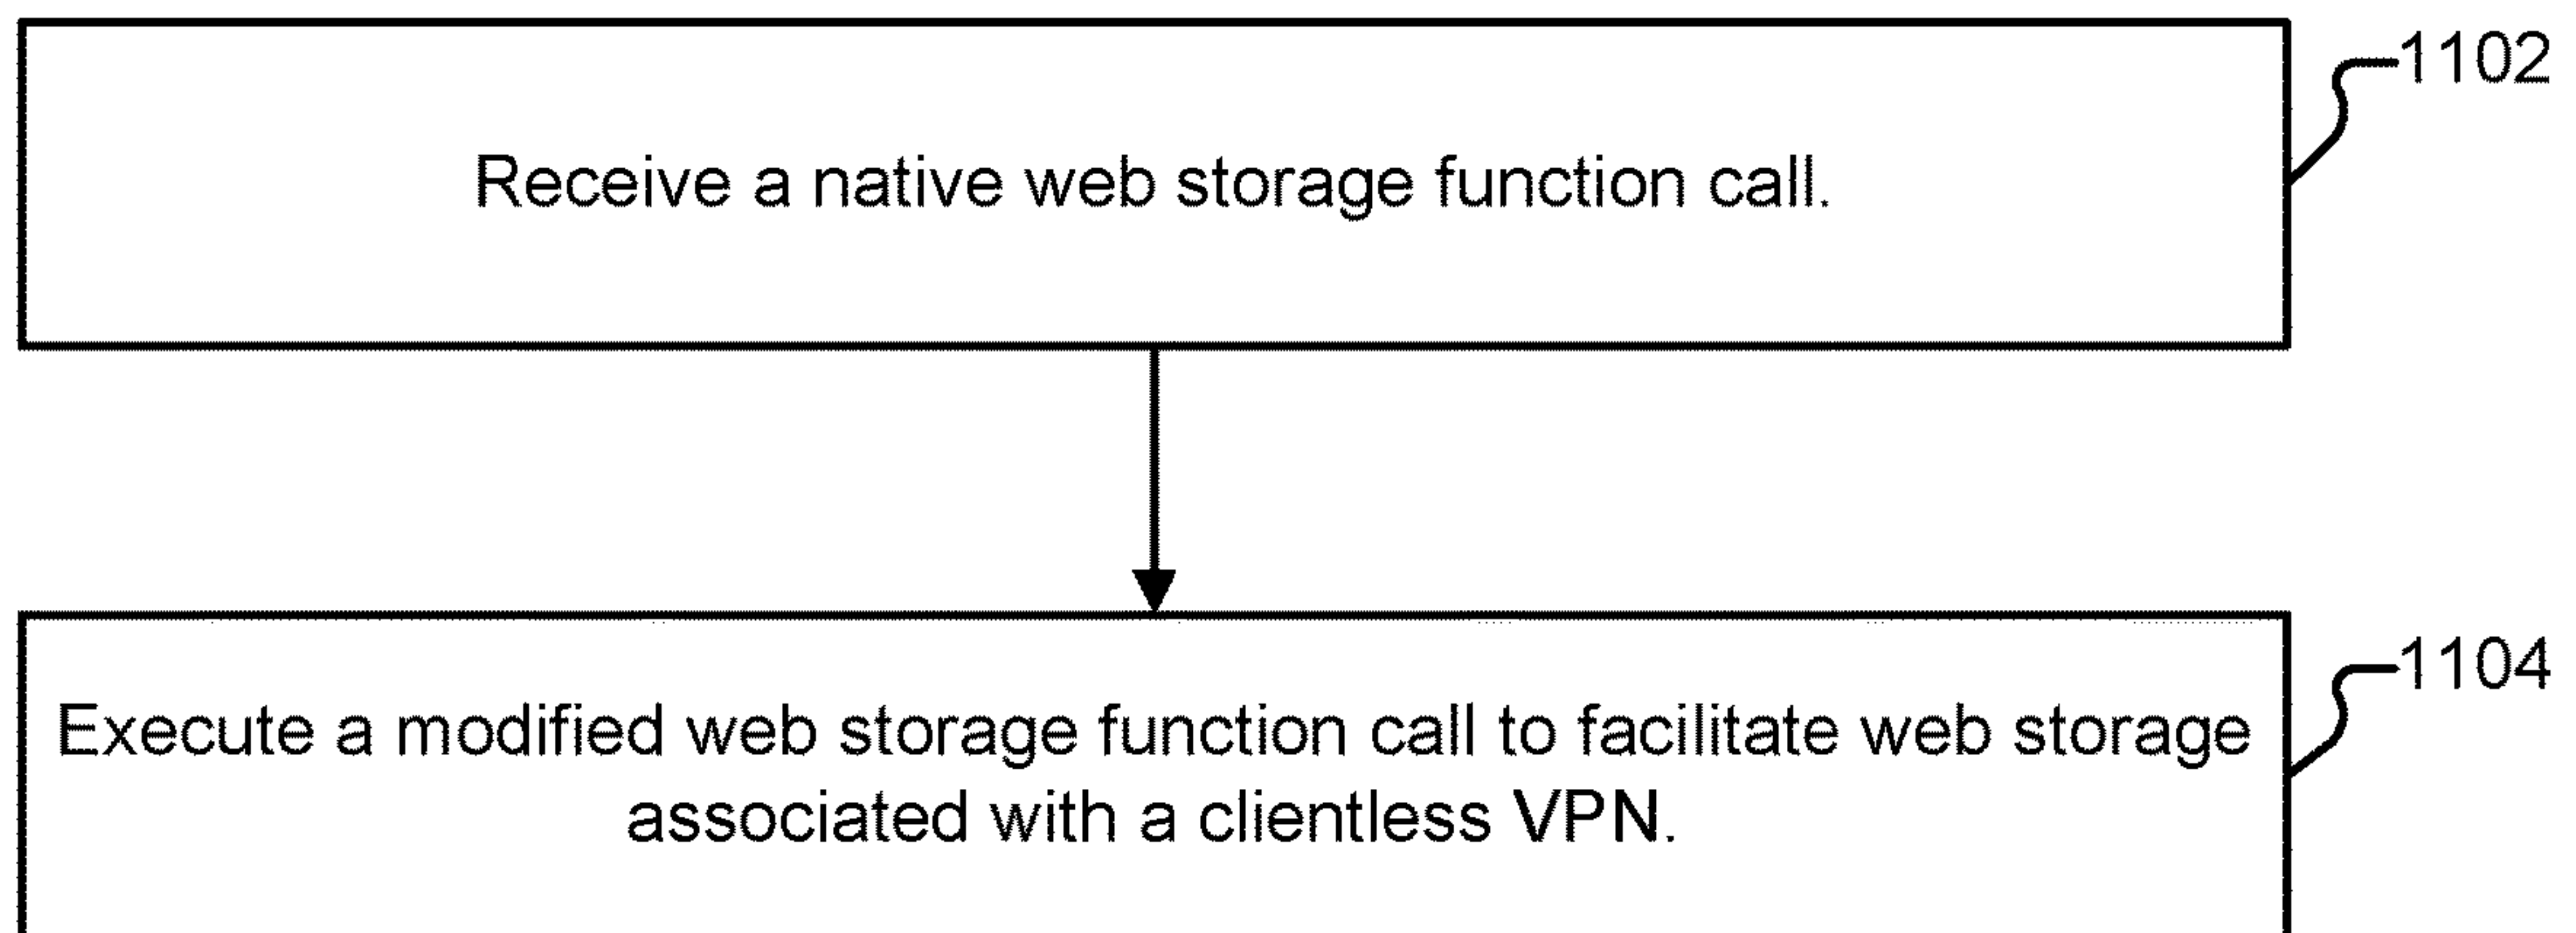 1102
Receive a native web storage function call.
1104
Execute a modified web storage function call to facilitate web storage
associated with a clientless VPN.